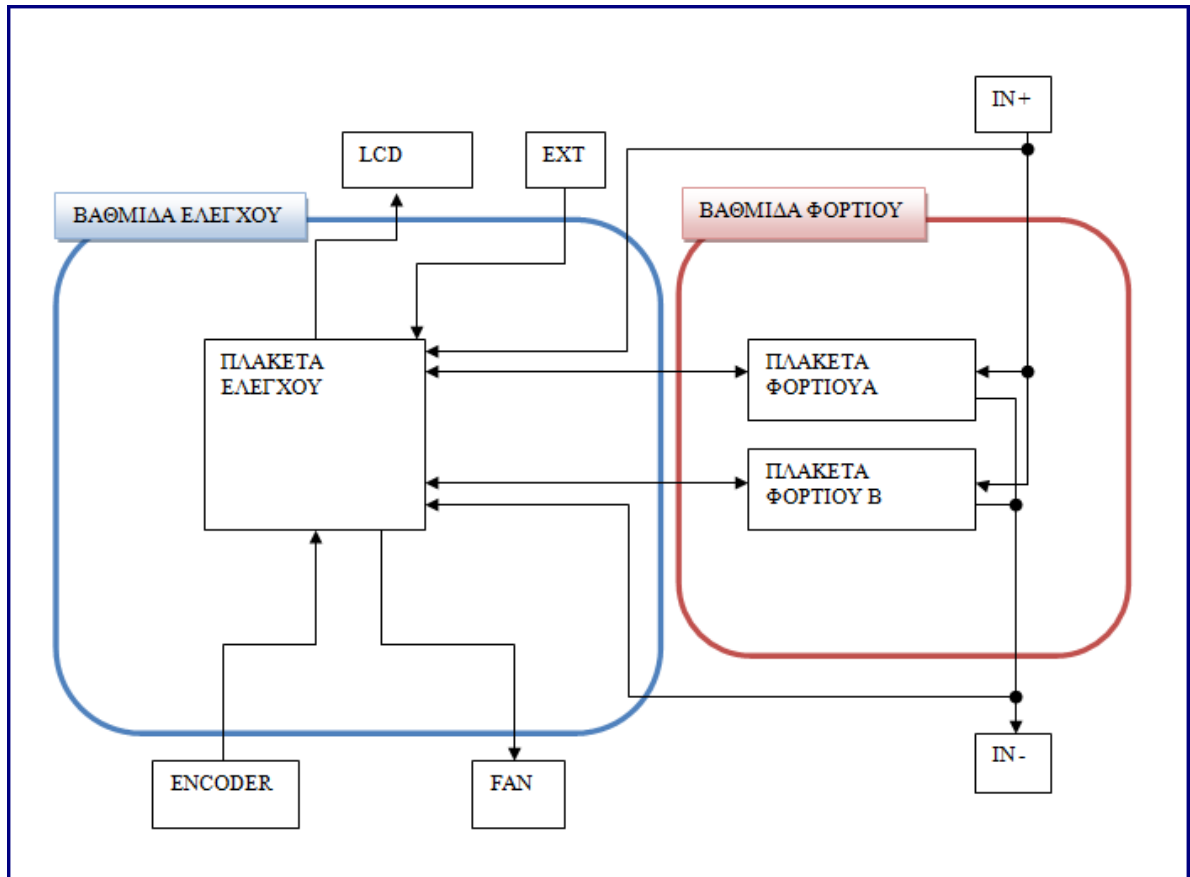 IN+
LCD
EXT
ΒΑΘΜΙΔΑ ΕΛΕΓΧΟΥ
ΒΑΘΜΙΔΑ ΦΟΡΤΙΟΥ
ΠΛΑΚΕΤΑ
ΕΛΕΓΧΟΥ
ΠΛΑΚΕΤΑ
ΦΟΡΤΙΟΥΑ
ΠΛΑΚΕΤΑ
ΦΟΡΤΙΟΥ Β
ENCODER
FAN
IN-